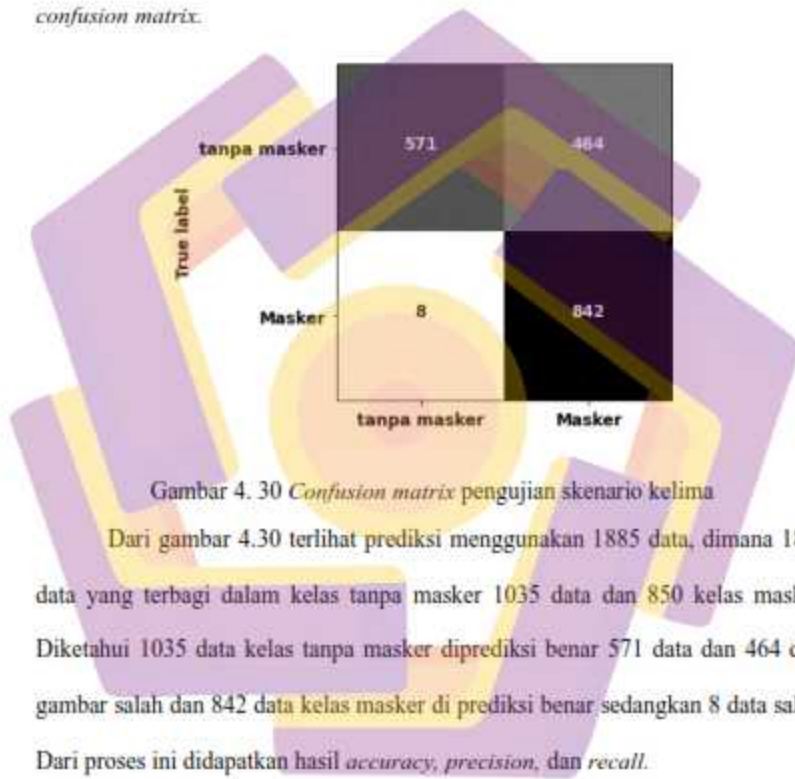 confusion matrix.
tanpa masker 571 464
True label
Masker 8 842
tanpa masker Masker
Gambar 4. 30 Confusion matrix pengujian skenario kelima
Dari gambar 4.30 terlihat prediksi menggunakan 1885 data, dimana
data yang terbagi dalam kelas tanpa masker 1035 data dan 850 kelas
Diketahui 1035 data kelas tanpa masker diprediksi benar 571 data dan 464
gambar salah dan 842 data kelas masker di prediksi benar sedangkan 8 data
Dari proses ini didapatkan hasil accuracy, precision, dan recall.